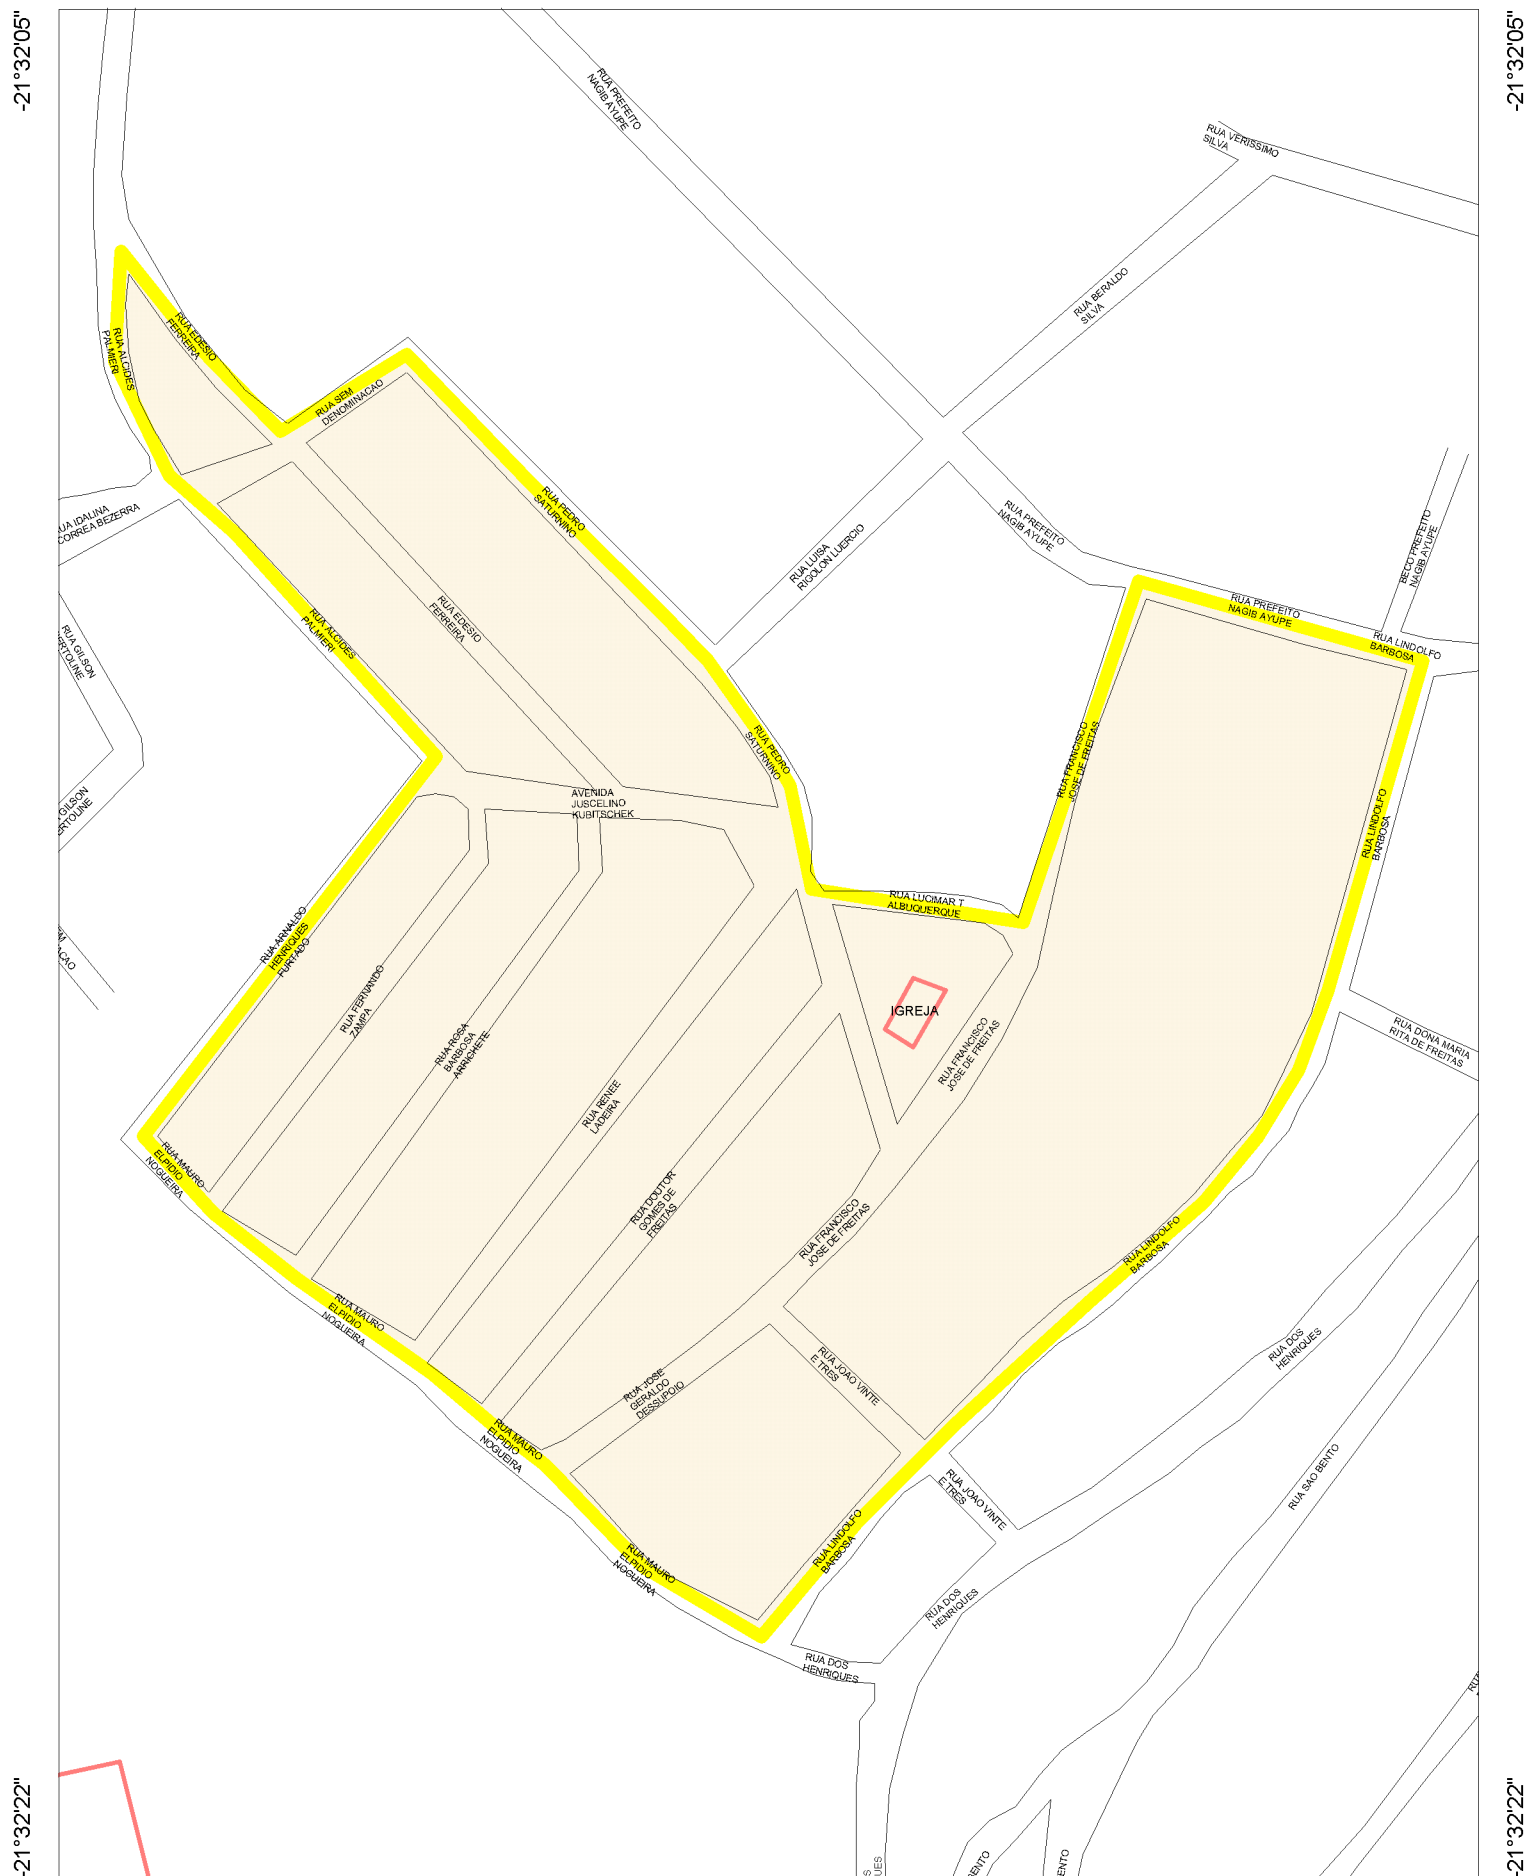 -21°32'05"
-21°32'05"
RUA PREFEITO
NAGIB AYUPE
RUA VERISSIMO
SILVA
RUA BERALDO
SILVA
RUA EDESIO
FERREIRA
RUA ALCIDES
PALMIERI
RUA SEM
DENOMINACAO
RUA PEDRO
SATURNINO
CORREA BEZERRA
RUA PREFEITO
NAGIB AYUPE
BECO PREFEITO
NAGIB AYUPE
RUA LUISA
RIGOLON LUERCIO
RUA EDESIO
FERREIRA
RUA ALCIDES
PALMIERI
RUA PREFEITO
NAGIB AYUPE
RUA LINDOLFO
BARBOSA
RUA GILSON
RUA PEDRO
SATURNINO
RUA FRANCISCO
JOSE DE FREITAS
AVENIDA
JUSCELINO
KUBITSCHEK
GILSON
RUA LINDOLFO
BARBOSA
RUA LUCIMAR T
ALBUQUERQUE
RUA ARNALDO
HENRIQUES
FURTADO
RUA FERNANDO
ZAMPA
IGREJA
RUA ROSA
BARBOSA
ARRICHETE
RUA FRANCISCO
JOSE DE FREITAS
RUA DONA MARIA
RITA DE FREITAS
RUA RENEE
LADEIRA
RUA MAURO
ELPIDIO
NOGUEIRA
RUA DOUTOR
GOMES DE
FREITAS
RUA FRANCISCO
JOSE DE FREITAS
RUA LINDOLFO
BARBOSA
RUA MAURO
ELPIDIO
NOGUEIRA
RUA DOS
HENRIQUES
RUA JOAO VINTE
E TRES
RUA JOSE
GERALDO
DESSUPOIO
RUA MAURO
ELPIDIO
NOGUEIRA
RUA SAO BENTO
RUA JOAO VINTE
E TRES
RUA LINDOLFO
BARBOSA
RUA MAURO
ELPIDIO
NOGUEIRA
RUA DOS
HENRIQUES
RUA DOS
HENRIQUES
-21°32'22"
-21°32'22"